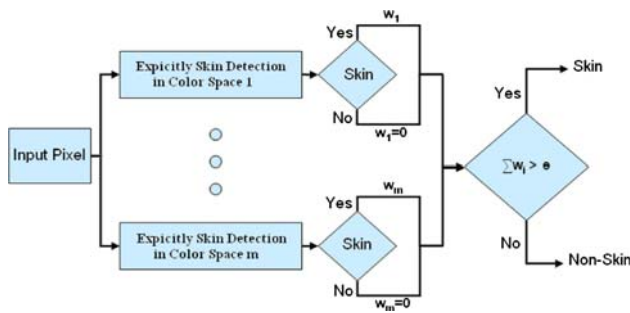 Input Pixel
Expicitly Skin Detection
in Color Space 1
Skin
Yes
w₁
No
w₁=0
Expicitly Skin Detection
in Color Space m
Skin
Yes
wₘ
No
wₘ=0
∑wᵢ > e
Yes
Skin
No
Non-Skin